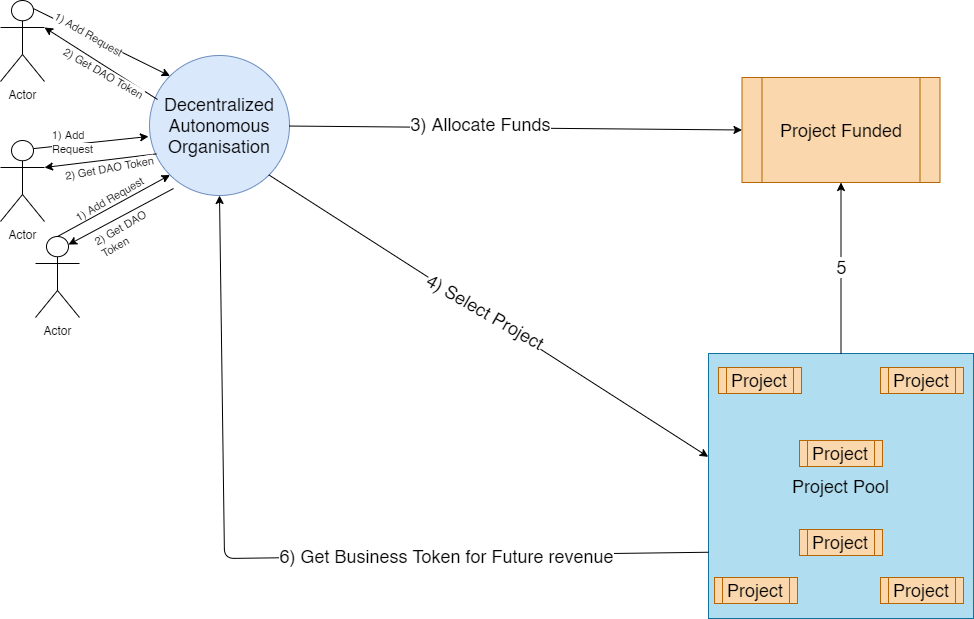 1) Add Request
2) Get DAO Token
Actor
Decentralized
Autonomous
Organisation
3) Allocate Funds
Project Funded
1) Add
Request
2) Get DAO Token
Actor
1) Add Request
2) Get DAO
Token
Actor
4) Select Project
5
Project
Project
Project
Project Pool
Project
6) Get Business Token for Future revenue
Project
Project